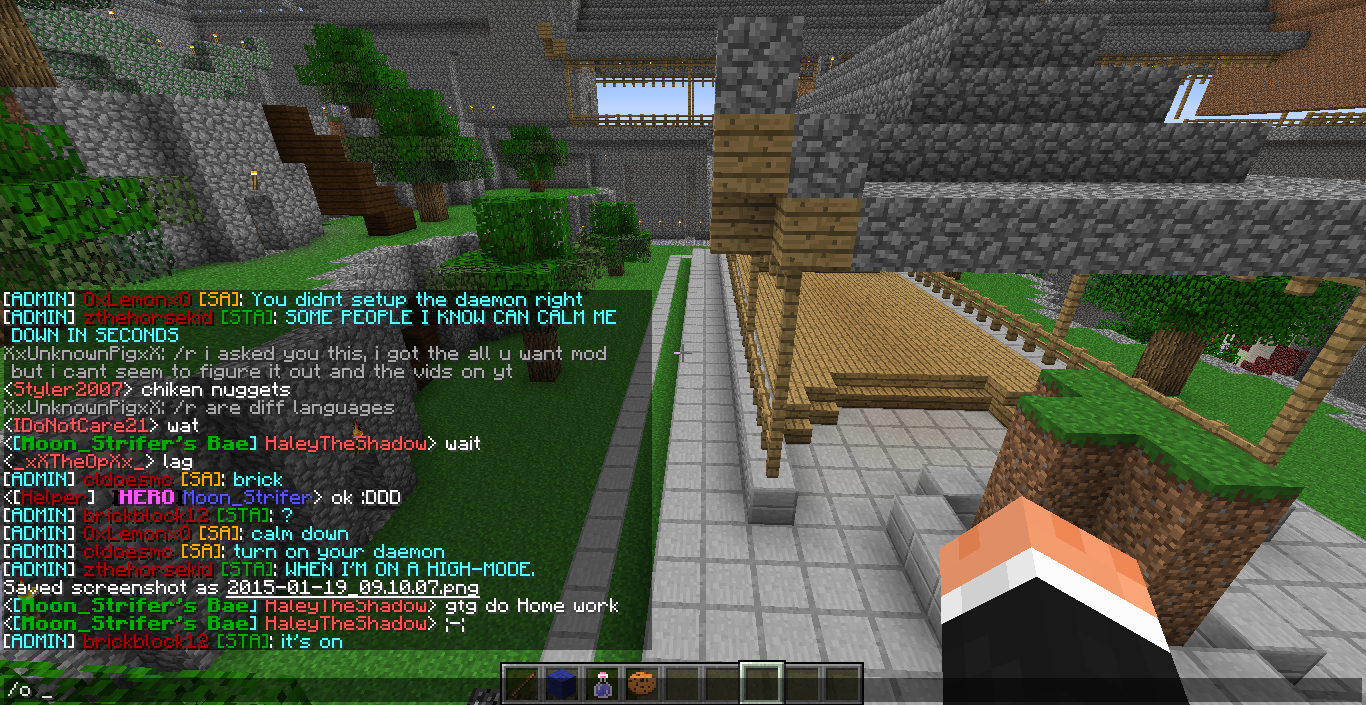 [ADMIN] 0xLemonx0 [SA]: You didnt setup the daemon right
[ADMIN] zthehorsekid [STA]: SOME PEOPLE I KNOW CAN CALM ME
DOWN IN SECONDS
XxUnknownPigxX: /r i asked you this, i got the all u want mod
but i cant seem to figure it out and the vids on yt
<Styler2007> chiken nuggets
XxUnknownPigxX: /r are diff languages
<IDoNotCare21> wat
<[Moon_Strifer's Bae] HaleyTheShadow> wait
<_xXTheOpXx_> lag
[ADMIN] cldoesmc [SA]: brick
<[Helper] HERO Moon_Strifer> ok :DDD
[ADMIN] brickblock12 [STA]: ?
[ADMIN] 0xLemonx0 [SA]: calm down
[ADMIN] cldoesmc [SA]: turn on your daemon
[ADMIN] zthehorsekid [STA]: WHEN I'M ON A HIGH-MODE.
Saved screenshot as 2015-01-19_09.10.07.png
<[Moon_Strifer's Bae] HaleyTheShadow> gtg do Home work
<[Moon_Strifer's Bae] HaleyTheShadow> ;-;
[ADMIN] brickblock12 [STA]: it's on
/o _